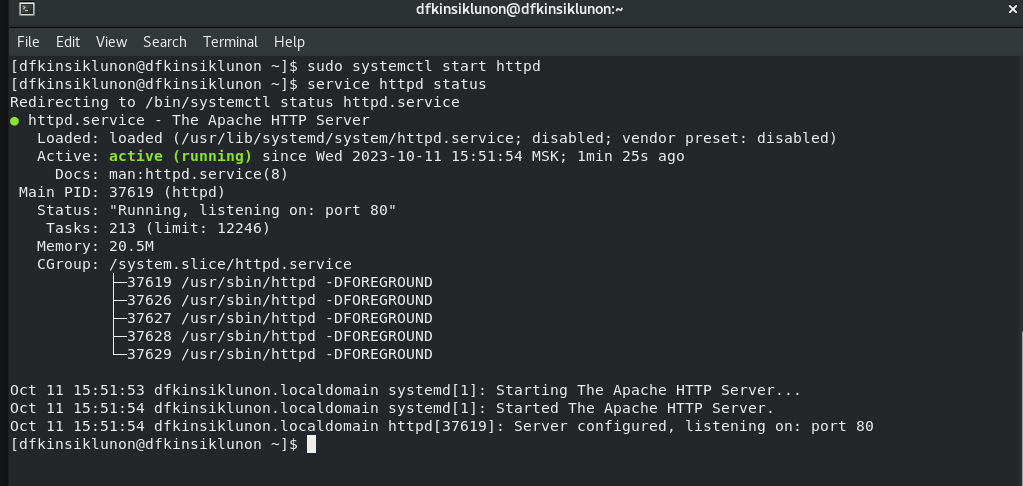 dfkinsiklunon@dfkinsiklunon:~
File Edit View Search Terminal Help
[dfkinsiklunon@dfkinsiklunon ~]$ sudo systemctl start httpd
[dfkinsiklunon@dfkinsiklunon ~]$ service httpd status
Redirecting to /bin/systemctl status httpd.service
● httpd.service - The Apache HTTP Server
   Loaded: loaded (/usr/lib/systemd/system/httpd.service; disabled; vendor preset: disabled)
   Active: active (running) since Wed 2023-10-11 15:51:54 MSK; 1min 25s ago
     Docs: man:httpd.service(8)
 Main PID: 37619 (httpd)
   Status: "Running, listening on: port 80"
    Tasks: 213 (limit: 12246)
   Memory: 20.5M
   CGroup: /system.slice/httpd.service
           ├─37619 /usr/sbin/httpd -DFOREGROUND
           ├─37626 /usr/sbin/httpd -DFOREGROUND
           ├─37627 /usr/sbin/httpd -DFOREGROUND
           ├─37628 /usr/sbin/httpd -DFOREGROUND
           └─37629 /usr/sbin/httpd -DFOREGROUND
Oct 11 15:51:53 dfkinsiklunon.localdomain systemd[1]: Starting The Apache HTTP Server...
Oct 11 15:51:54 dfkinsiklunon.localdomain systemd[1]: Started The Apache HTTP Server.
Oct 11 15:51:54 dfkinsiklunon.localdomain httpd[37619]: Server configured, listening on: port 80
[dfkinsiklunon@dfkinsiklunon ~]$